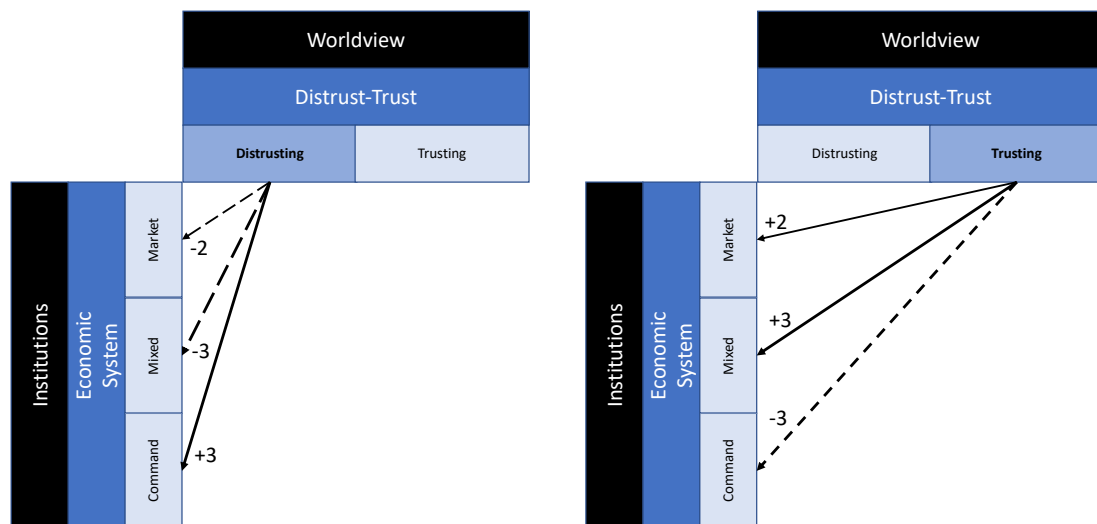 Worldview
Distrust-Trust
Distrusting
Trusting
Institutions
Economic
System
Market
Mixed
Command
-2
-3
+3
Worldview
Distrust-Trust
Distrusting
Trusting
Institutions
Economic
System
Market
Mixed
Command
+2
+3
-3